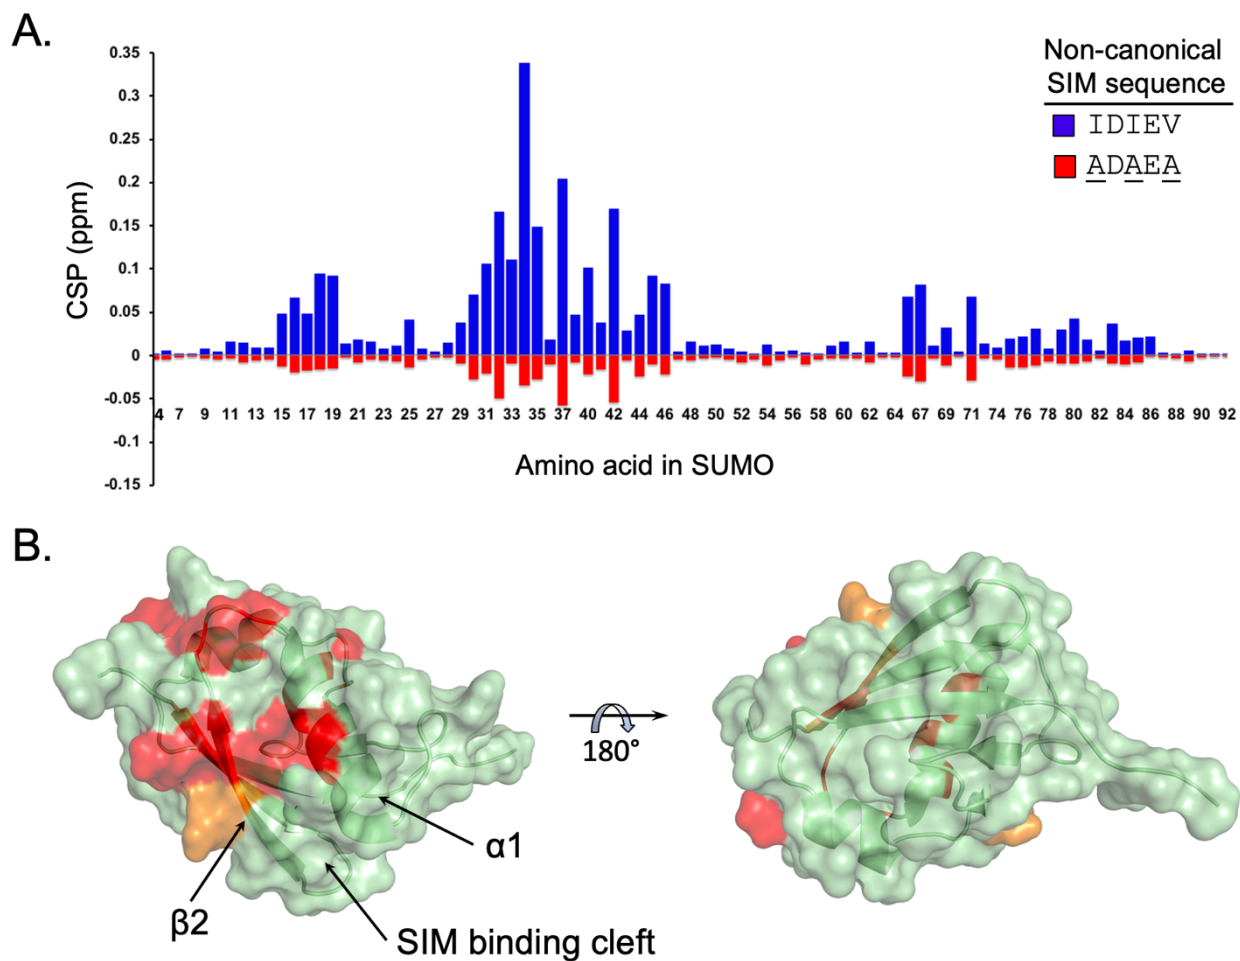 A.
Non-canonical
SIM sequence
IDIEV
ADAEA
CSP (ppm)
0.35
0.3
0.25
0.2
0.15
0.1
0.05
0
-0.05
-0.1
-0.15
4 7 9 11 13 15 17 19 21 23 25 27 29 31 33 35 37 40 42 44 46 48 50 52 54 56 58 60 62 64 67 69 71 74 76 78 80 82 84 86 88 90 92
Amino acid in SUMO
B.
180°
α1
β2
SIM binding cleft